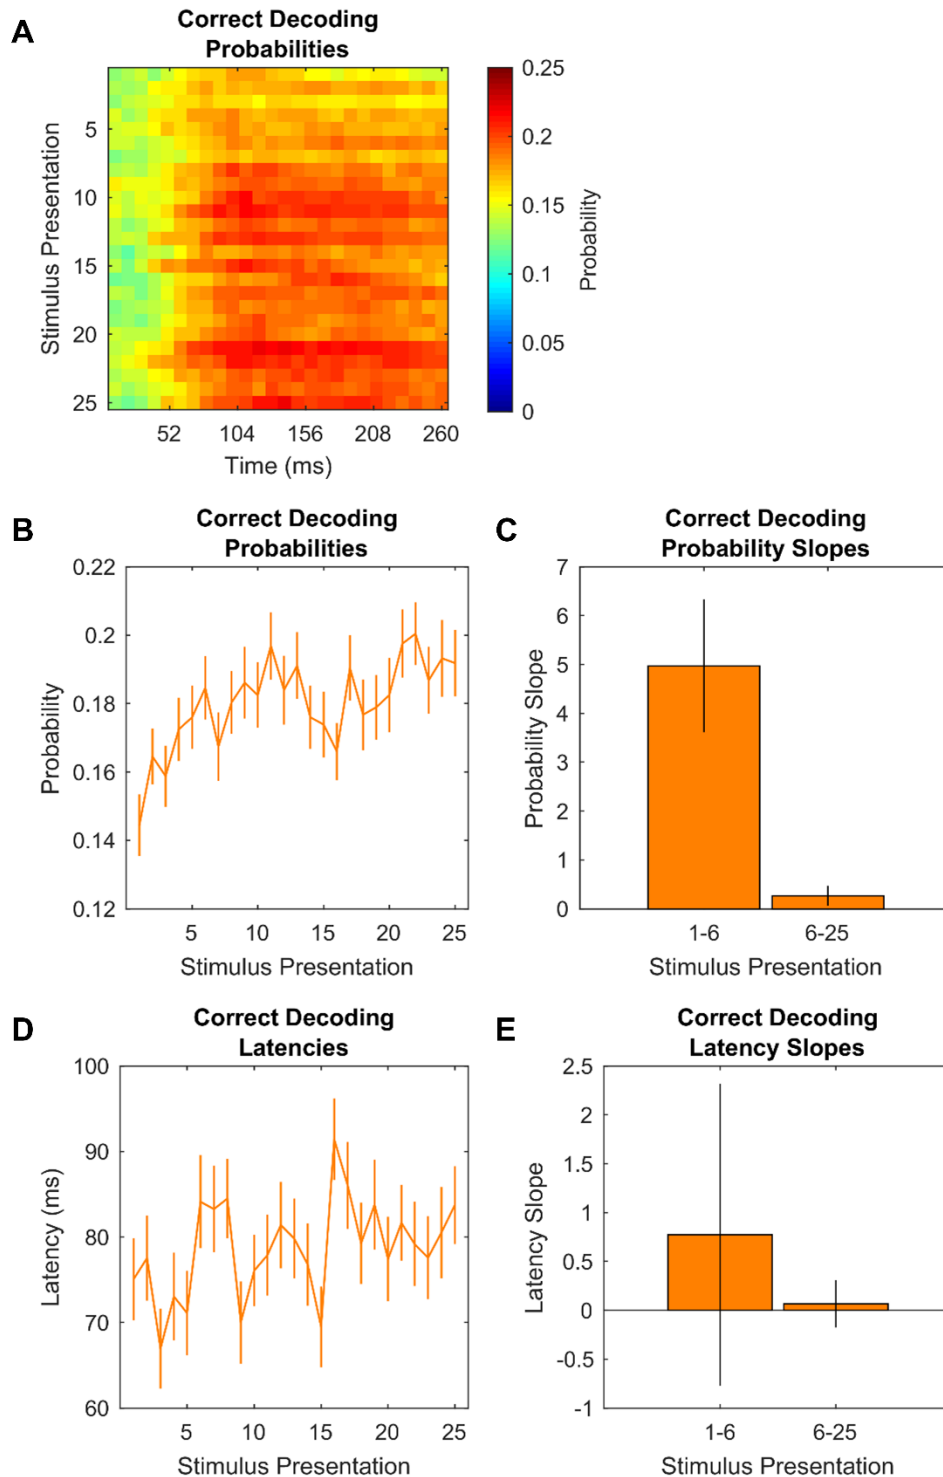 A
Correct Decoding
Probabilities
Stimulus Presentation
5
10
15
20
25
52 104 156 208 260
Time (ms)
0.25
0.2
0.15
0.1
0.05
0
Probability
B
Correct Decoding
Probabilities
Probability
0.22
0.2
0.18
0.16
0.14
0.12
5 10 15 20 25
Stimulus Presentation
C
Correct Decoding
Probability Slopes
Probability Slope
7
6
5
4
3
2
1
0
1-6 6-25
Stimulus Presentation
D
Correct Decoding
Latencies
Latency (ms)
100
90
80
70
60
5 10 15 20 25
Stimulus Presentation
E
Correct Decoding
Latency Slopes
Latency Slope
2.5
2
1.5
1
0.5
0
-0.5
-1
1-6 6-25
Stimulus Presentation